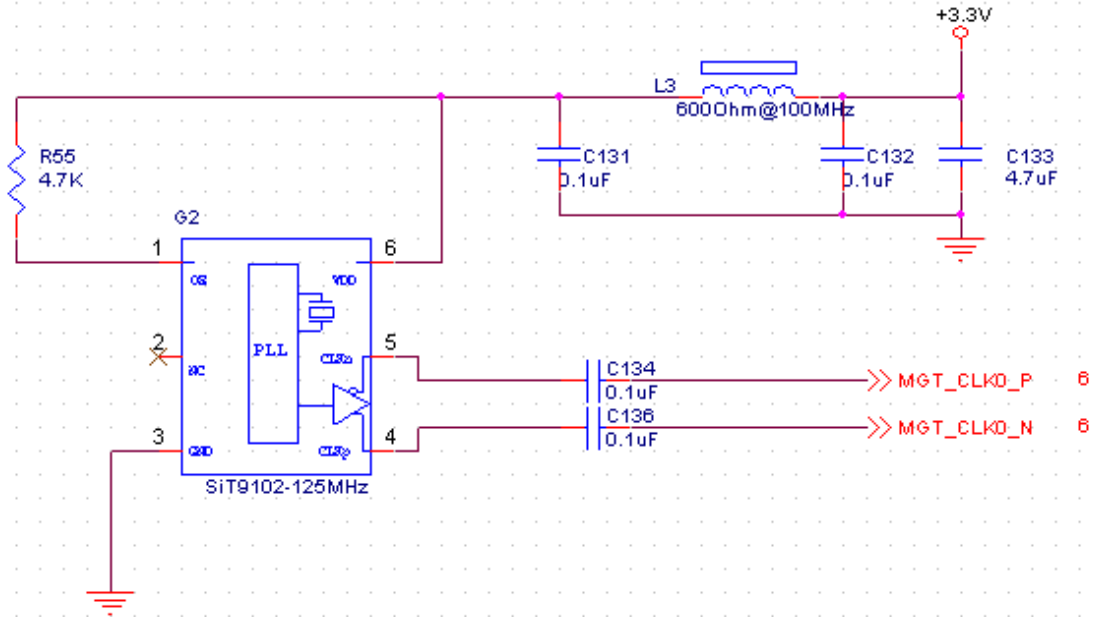 +3.3V
L3
600Ohm@100MHz
R55
4.7K
C131
0.1uF
C132
0.1uF
C133
4.7uF
G2
1
6
OE
VDD
2
5
NC
PLL
CLKn
C134
0.1uF
MGT_CLK0_P 6
C136
0.1uF
MGT_CLK0_N 6
3
4
GND
CLKp
SiT9102-125MHz